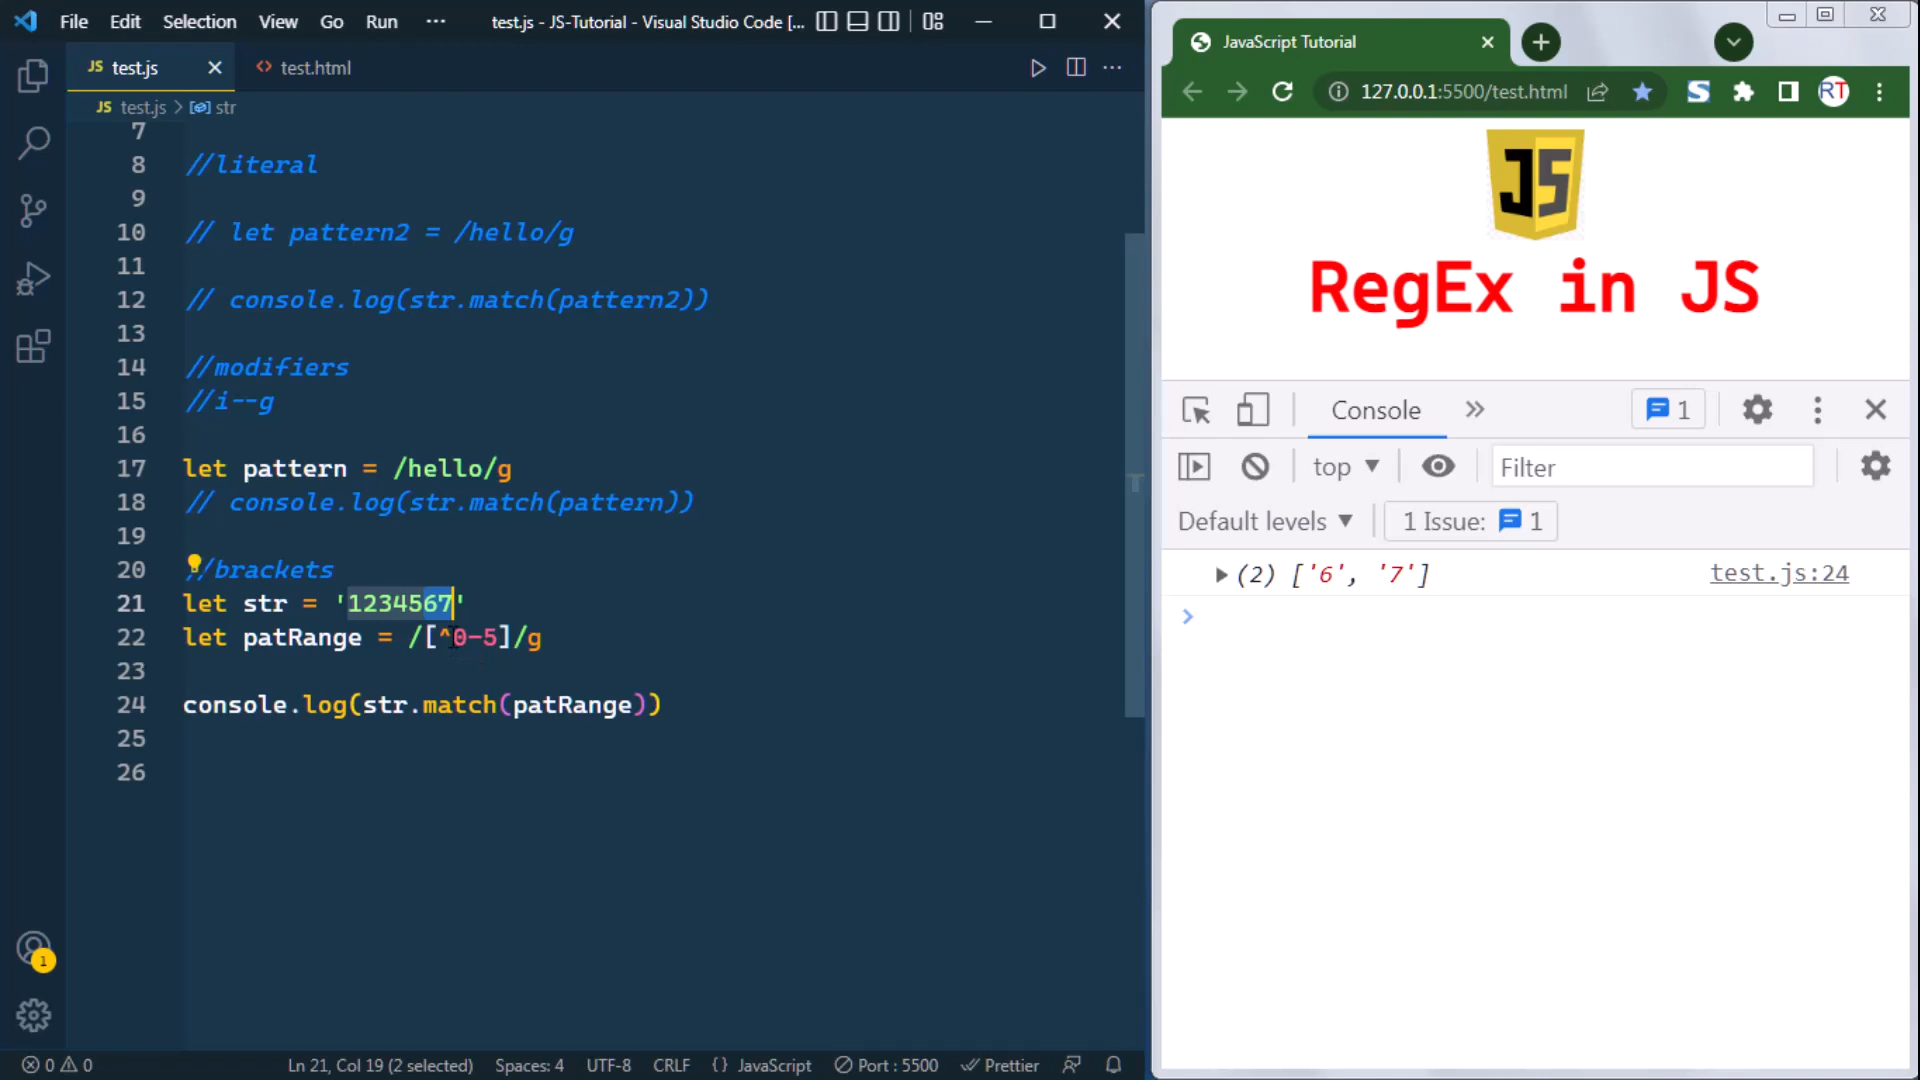 File Edit Selection View Go Run ··· test.js - JS-Tutorial - Visual Studio Code [...
JS test.js × <> test.html
JS test.js > str
7
8 //literal
9
10 // let pattern2 = /hello/g
11
12 // console.log(str.match(pattern2))
13
14 //modifiers
15 //i--g
16
17 let pattern = /hello/g
18 // console.log(str.match(pattern))
19
20 //brackets
21 let str = '1234567'
22 let patRange = /[^0-5]/g
23
24 console.log(str.match(patRange))
25
26
1
0 0 Ln 21, Col 19 (2 selected) Spaces: 4 UTF-8 CRLF {} JavaScript Port : 5500 Prettier
JavaScript Tutorial
127.0.0.1:5500/test.html RT
JS
RegEx in JS
Console » 1
top ▼ Filter
Default levels ▼ 1 Issue: 1
(2) ['6', '7'] test.js:24
>